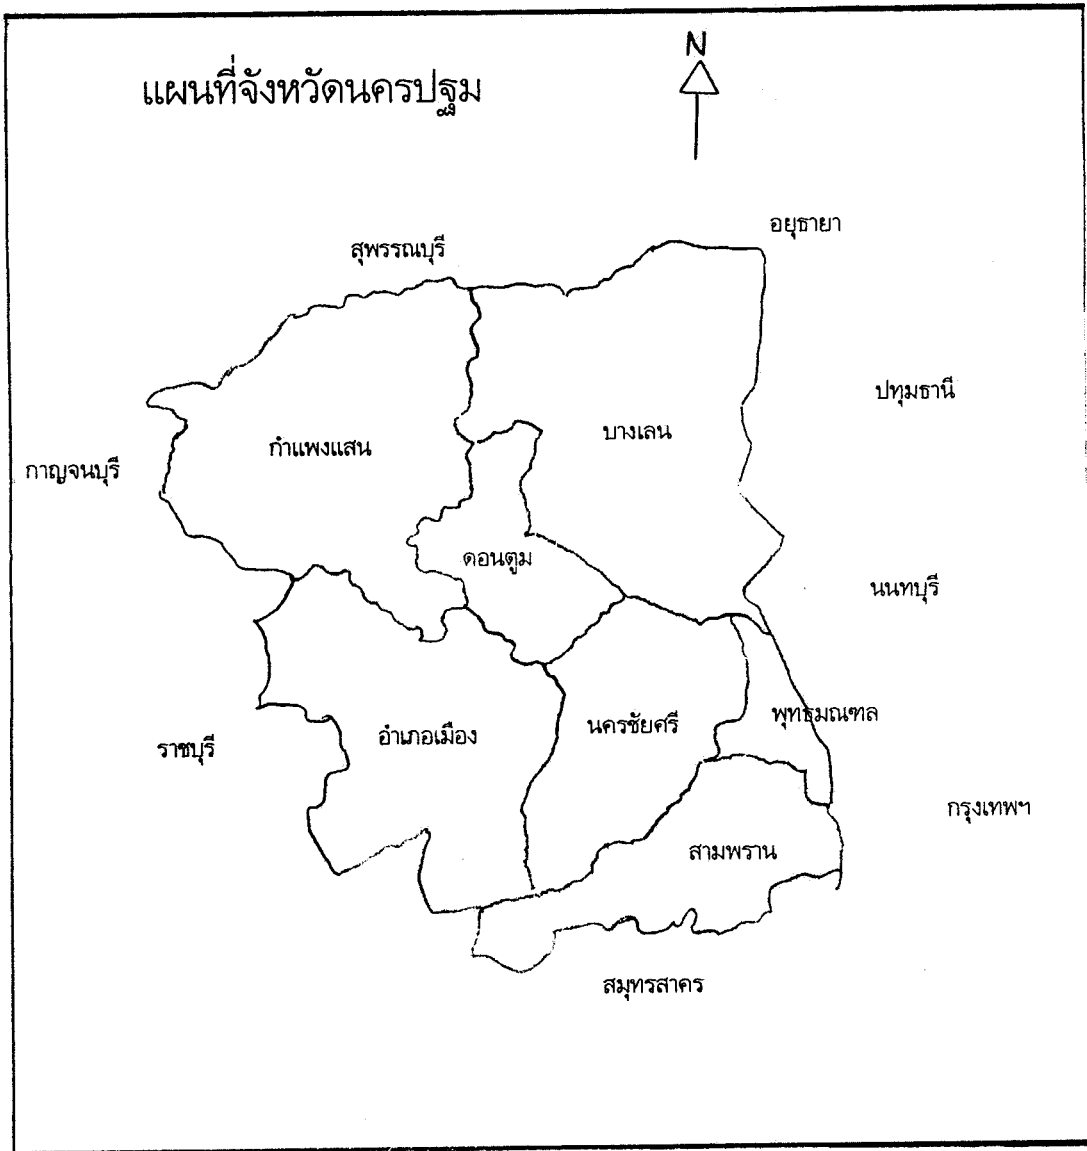 N
แผนที่จังหวัดนครปฐม
อยุธายา
สุพรรณบุรี
ปทุมธานี
บางเลน
กำแพงแสน
กาญจนบุรี
ดอนตูม
นนทบุรี
พุทธมณฑล
นครชัยศรี
อำเภอเมือง
ราชบุรี
กรุงเทพฯ
สามพราน
สมุทรสาคร